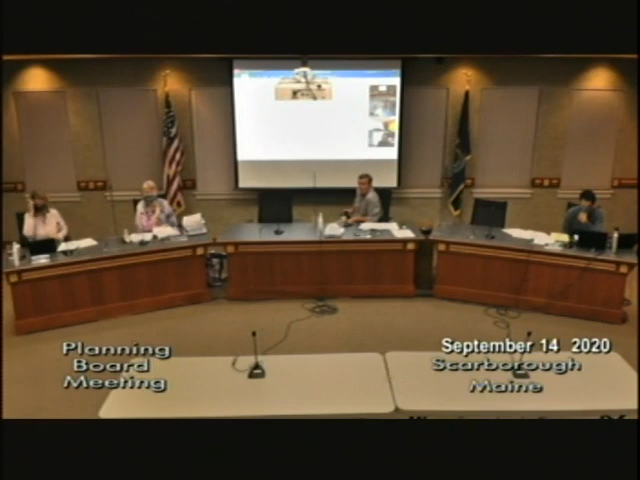 Planning
Board
Meeting
September 14 2020
Scarborough
Maine